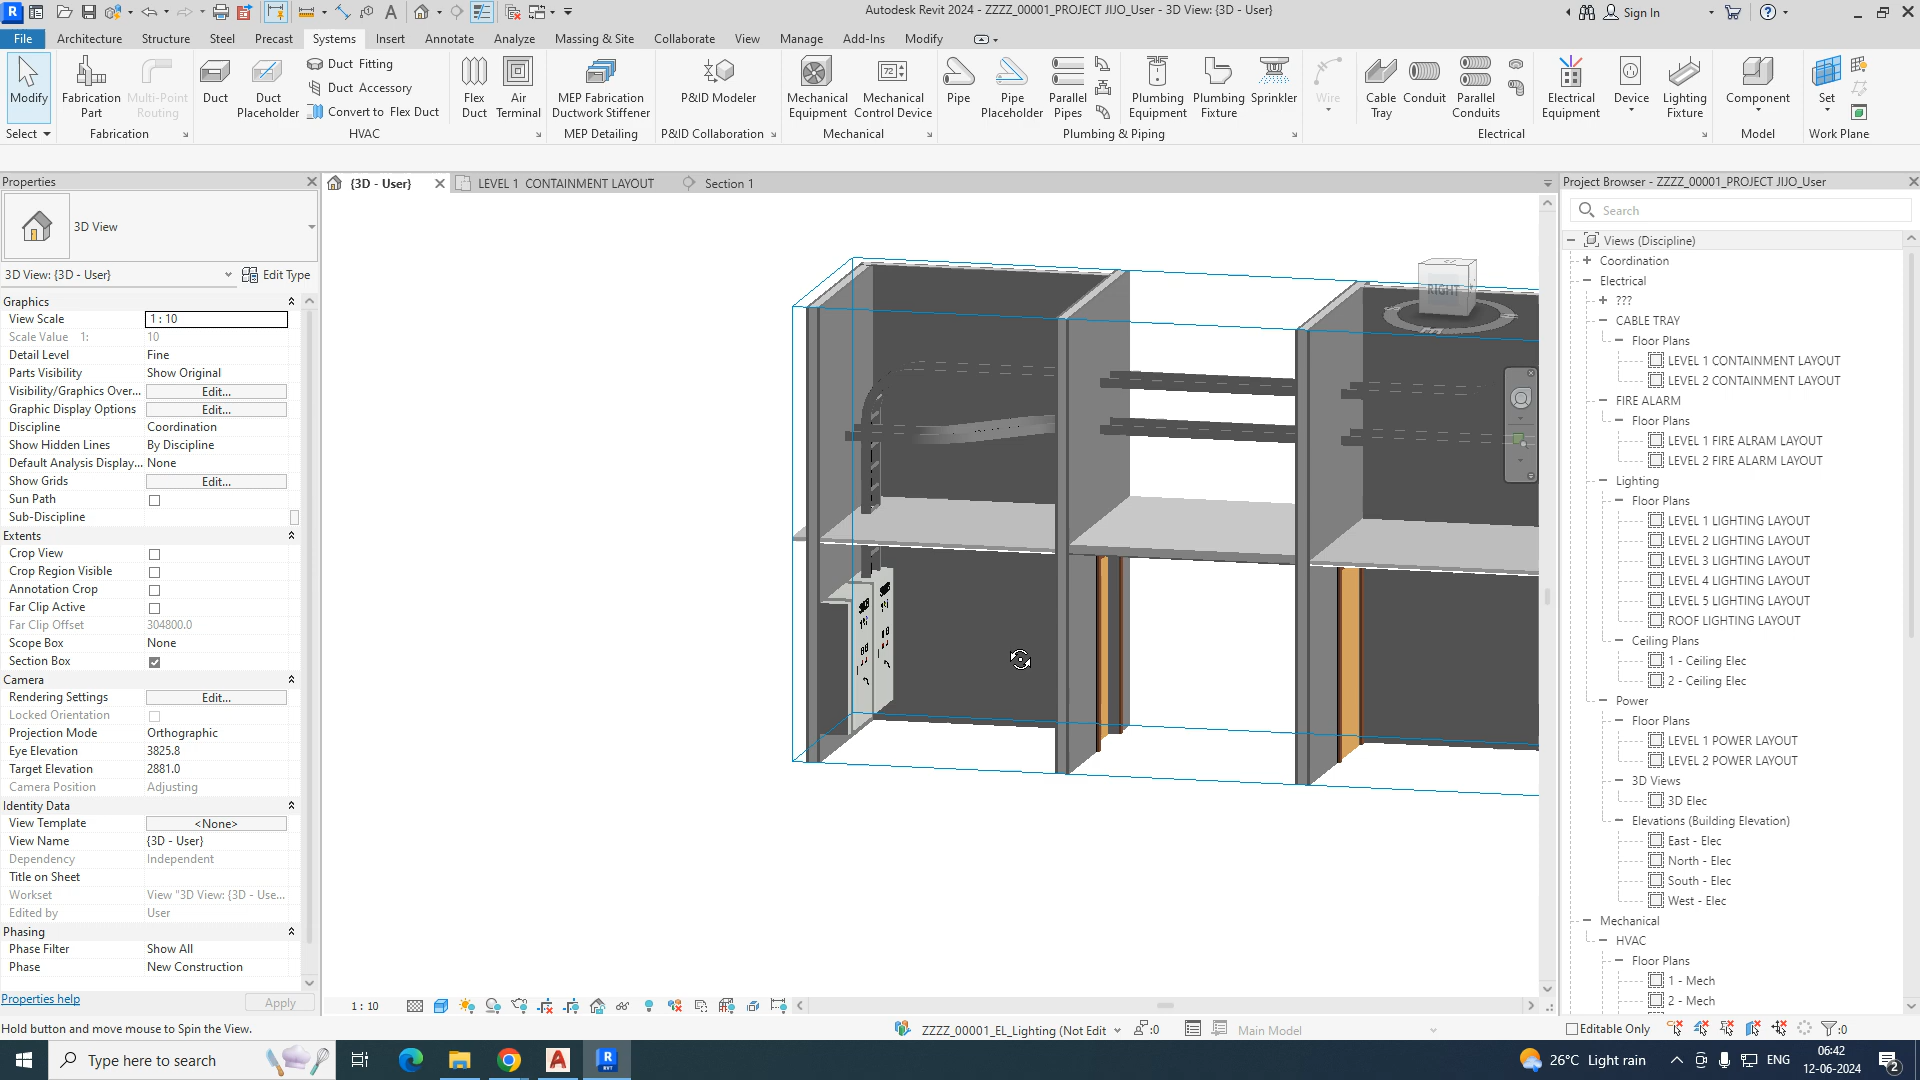 Autodesk Revit 2024 - ZZZZ_00001_PROJECT JIJO_User - 3D View: {3D - User}
Sign In
File
Architecture
Structure
Steel
Precast
Systems
Insert
Annotate
Analyze
Massing & Site
Collaborate
View
Manage
Add-Ins
Modify
Modify
Select
Fabrication Part
Multi-Point Routing
Fabrication
Duct
Duct Placeholder
Duct Fitting
Duct Accessory
Convert to Flex Duct
HVAC
Flex Duct
Air Terminal
MEP Fabrication Ductwork Stiffener
MEP Detailing
P&ID Modeler
P&ID Collaboration
Mechanical Equipment
Mechanical Control Device
Mechanical
Pipe
Pipe Placeholder
Parallel Pipes
Plumbing Equipment
Plumbing Fixture
Sprinkler
Plumbing & Piping
Wire
Cable Tray
Conduit
Parallel Conduits
Electrical Equipment
Device
Lighting Fixture
Electrical
Component
Model
Set
Work Plane
Properties
3D View
3D View: {3D - User}
Edit Type
Graphics
View Scale 1 : 10
Scale Value 1: 10
Detail Level Fine
Parts Visibility Show Original
Visibility/Graphics Over... Edit...
Graphic Display Options Edit...
Discipline Coordination
Show Hidden Lines By Discipline
Default Analysis Display... None
Show Grids Edit...
Sun Path
Sub-Discipline
Extents
Crop View
Crop Region Visible
Annotation Crop
Far Clip Active
Far Clip Offset 304800.0
Scope Box None
Section Box
Camera
Rendering Settings Edit...
Locked Orientation
Projection Mode Orthographic
Eye Elevation 3825.8
Target Elevation 2881.0
Camera Position Adjusting
Identity Data
View Template <None>
View Name {3D - User}
Dependency Independent
Title on Sheet
Workset View "3D View: {3D - Use...
Edited by User
Phasing
Phase Filter Show All
Phase New Construction
Properties help
Apply
{3D - User}
LEVEL 1 CONTAINMENT LAYOUT
Section 1
RIGHT
1 : 10
Project Browser - ZZZZ_00001_PROJECT JIJO_User
Search
Views (Discipline)
Coordination
Electrical
???
CABLE TRAY
Floor Plans
LEVEL 1 CONTAINMENT LAYOUT
LEVEL 2 CONTAINMENT LAYOUT
FIRE ALARM
Floor Plans
LEVEL 1 FIRE ALRAM LAYOUT
LEVEL 2 FIRE ALARM LAYOUT
Lighting
Floor Plans
LEVEL 1 LIGHTING LAYOUT
LEVEL 2 LIGHTING LAYOUT
LEVEL 3 LIGHTING LAYOUT
LEVEL 4 LIGHTING LAYOUT
LEVEL 5 LIGHTING LAYOUT
ROOF LIGHTING LAYOUT
Ceiling Plans
1 - Ceiling Elec
2 - Ceiling Elec
Power
Floor Plans
LEVEL 1 POWER LAYOUT
LEVEL 2 POWER LAYOUT
3D Views
3D Elec
Elevations (Building Elevation)
East - Elec
North - Elec
South - Elec
West - Elec
Mechanical
HVAC
Floor Plans
1 - Mech
2 - Mech
Hold button and move mouse to Spin the View.
ZZZZ_00001_EL_Lighting (Not Edit
:0
Main Model
Editable Only
:0
Type here to search
26°C Light rain
ENG
06:42
12-06-2024
2